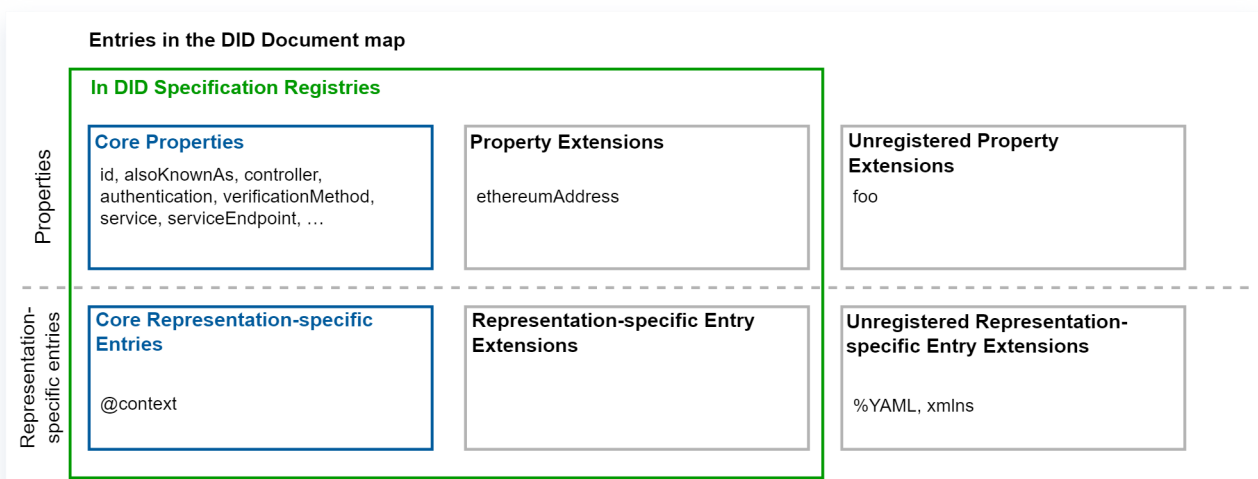 Entries in the DID Document map
In DID Specification Registries
Properties
Core Properties
id, alsoKnownAs, controller,
authentication, verificationMethod,
service, serviceEndpoint, …
Property Extensions
ethereumAddress
Unregistered Property
Extensions
foo
Representation-
specific entries
Core Representation-specific
Entries
@context
Representation-specific Entry
Extensions
Unregistered Representation-
specific Entry Extensions
%YAML, xmlns